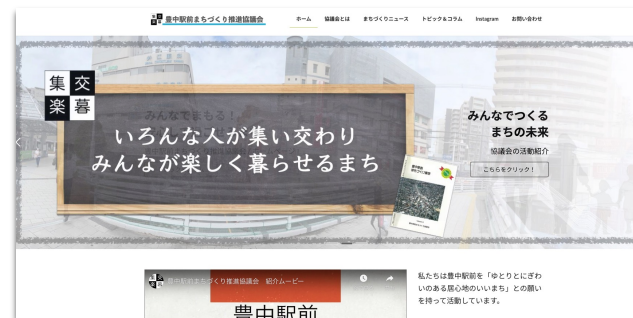 豊中駅前まちづくり推進協議会
ホーム 協議会とは まちづくりニュース トピック＆コラム Instagram お問い合わせ
集交
楽暮
みんなでまもる！
いろんな人が集い交わり
みんなが楽しく暮らせるまち
みんなでつくる
まちの未来
協議会の活動紹介
こちらをクリック！
豊中駅前まちづくり推進協議会 紹介ムービー
豊中駅前
私たちは豊中駅前を「ゆとりとにぎわ
いのある居心地のいいまち」との願い
を持って活動しています。